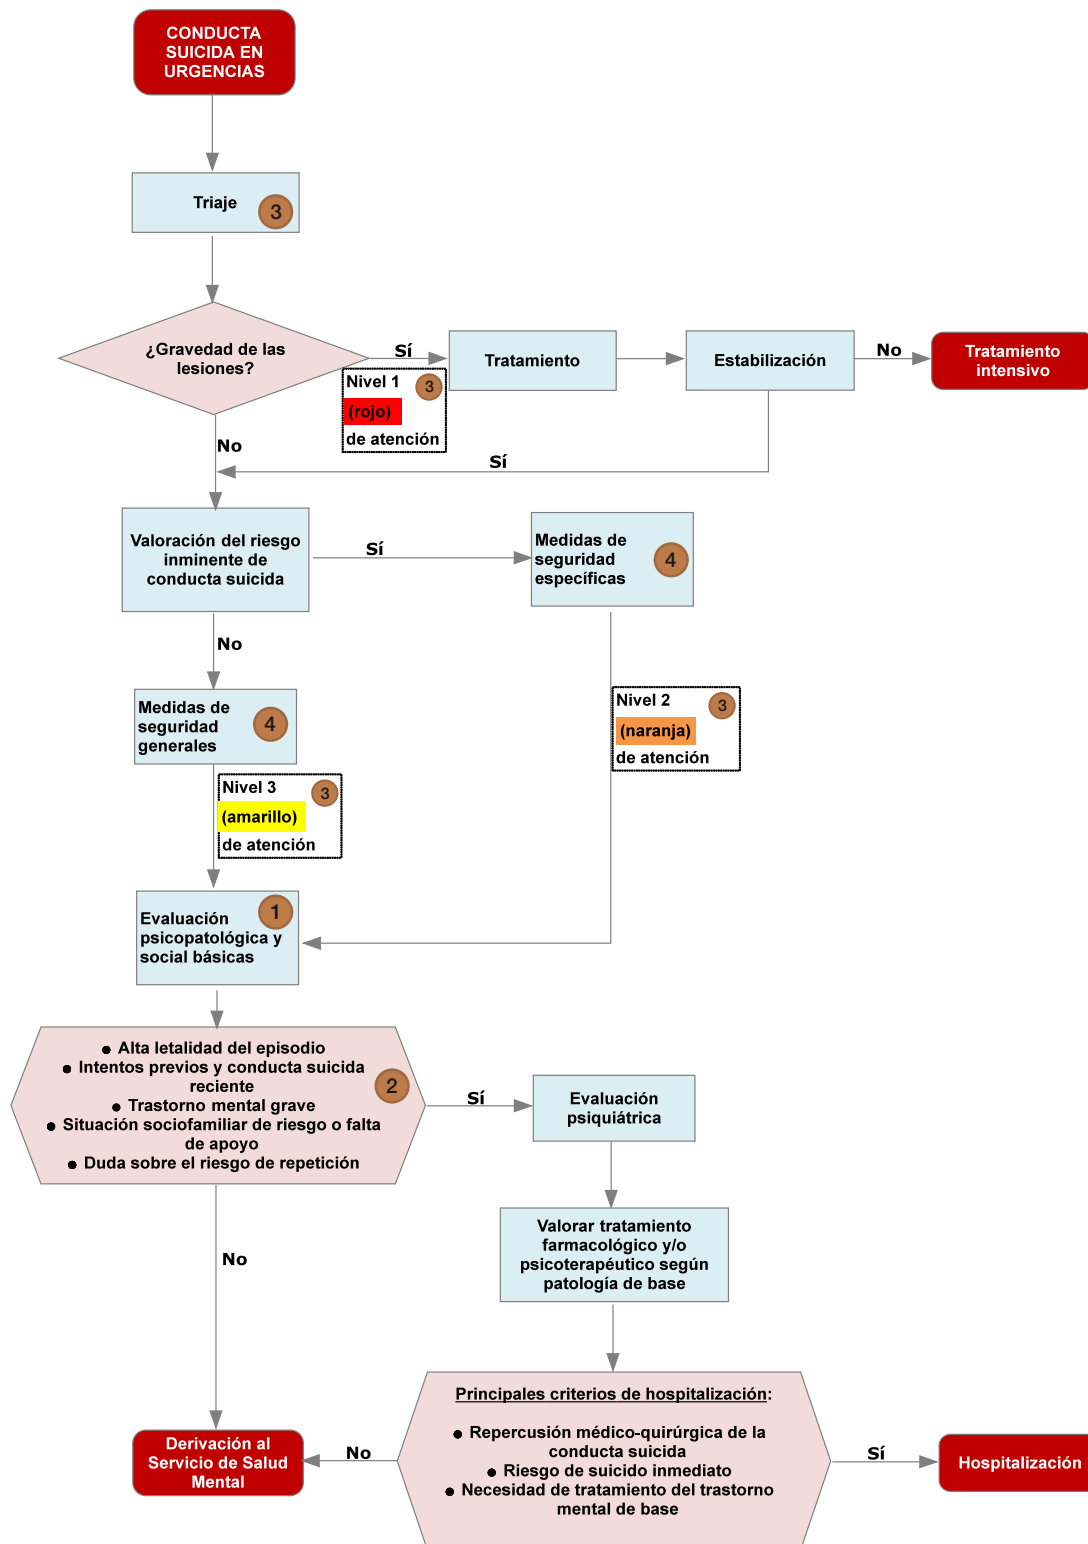 CONDUCTA
SUICIDA EN
URGENCIAS
Triaje
3
¿Gravedad de las
lesiones?
Sí
Nivel 1
3
(rojo)
de atención
Tratamiento
Estabilización
No
Tratamiento
intensivo
No
Sí
Valoración del riesgo
inminente de
conducta suicida
Sí
Medidas de
seguridad
específicas
4
No
Medidas de
seguridad
generales
4
Nivel 2
3
(naranja)
de atención
Nivel 3
3
(amarillo)
de atención
Evaluación
psicopatológica y
social básicas
1
● Alta letalidad del episodio
● Intentos previos y conducta suicida
reciente
● Trastorno mental grave
● Situación sociofamiliar de riesgo o falta
de apoyo
● Duda sobre el riesgo de repetición
2
Sí
Evaluación
psiquiátrica
Valorar tratamiento
farmacológico y/o
psicoterapéutico según
patología de base
No
Principales criterios de hospitalización:
● Repercusión médico-quirúrgica de la
conducta suicida
● Riesgo de suicido inmediato
● Necesidad de tratamiento del trastorno
mental de base
No
Derivación al
Servicio de Salud
Mental
Sí
Hospitalización